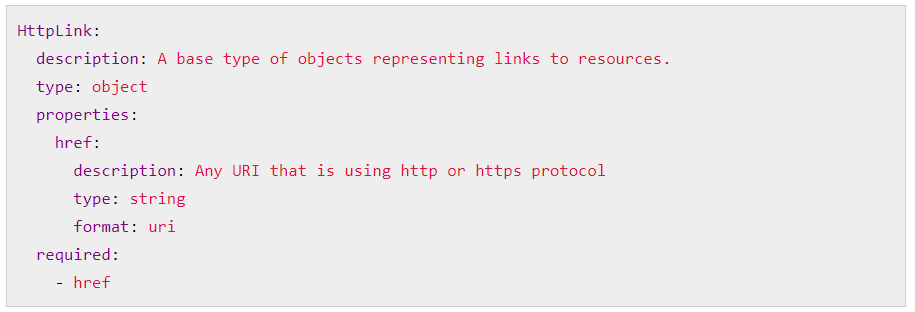 HttpLink:
  description: A base type of objects representing links to resources.
  type: object
  properties:
    href:
      description: Any URI that is using http or https protocol
      type: string
      format: uri
  required:
    - href